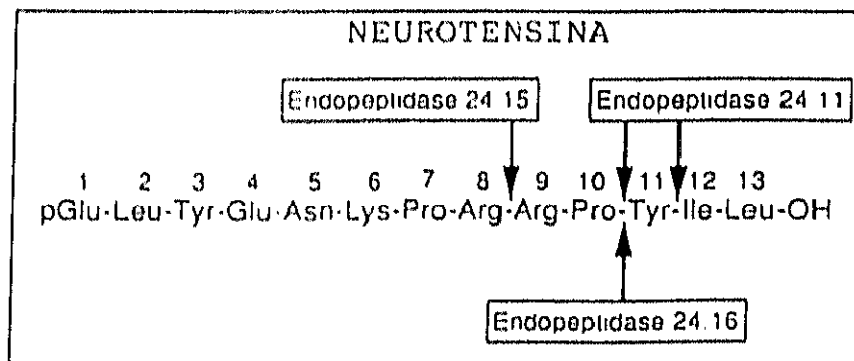 NEUROTENSINA
Endopeptidase 24 15
Endopeptidase 24 11
1 2 3 4 5 6 7 8 9 10 11 12 13
pGlu-Leu-Tyr-Glu-Asn-Lys-Pro-Arg-Arg-Pro-Tyr-Ile-Leu-OH
Endopeptidase 24.16